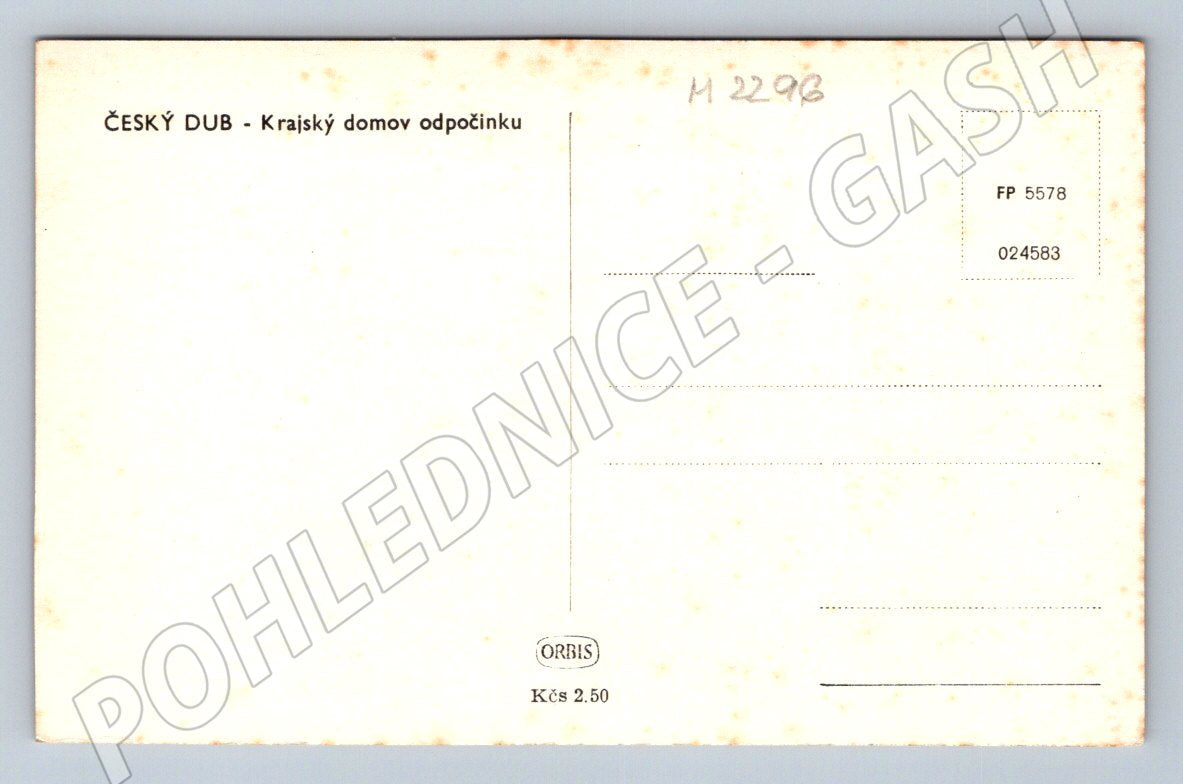 M 2296
ČESKÝ DUB - Krajský domov odpočinku
FP 5578
024583
ORBIS
Kčs 2.50
POHLEDNICE - GASH